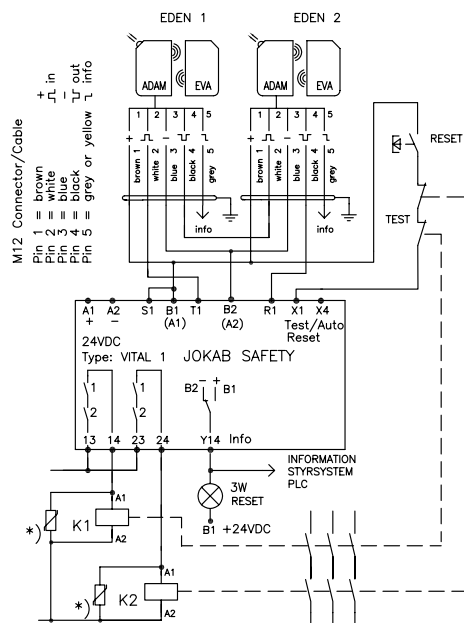 EDEN 1 EDEN 2
ADAM EVA ADAM EVA
M12 Connector/Cable
Pin 1 = brown +
Pin 2 = white in
Pin 3 = blue −
Pin 4 = black out
Pin 5 = grey or yellow info
1 2 3 4 5 1 2 3 4 5
+ − + −
brown 1 white 2 blue 3 black 4 grey 5 brown 1 white 2 blue 3 black 4 grey 5
RESET
TEST
info info
A1 A2 S1 B1 T1 B2 R1 X1 X4
+ − (A1) (A2) Test/Auto
Reset
24VDC
Type: VITAL 1 JOKAB SAFETY
1 1 B2 − + B1
2 2
13 14 23 24 Y14 Info
INFORMATION
STYRSYSTEM
PLC
3W
RESET
B1 +24VDC
A1
*) K1
A2
A1
*) K2
A2